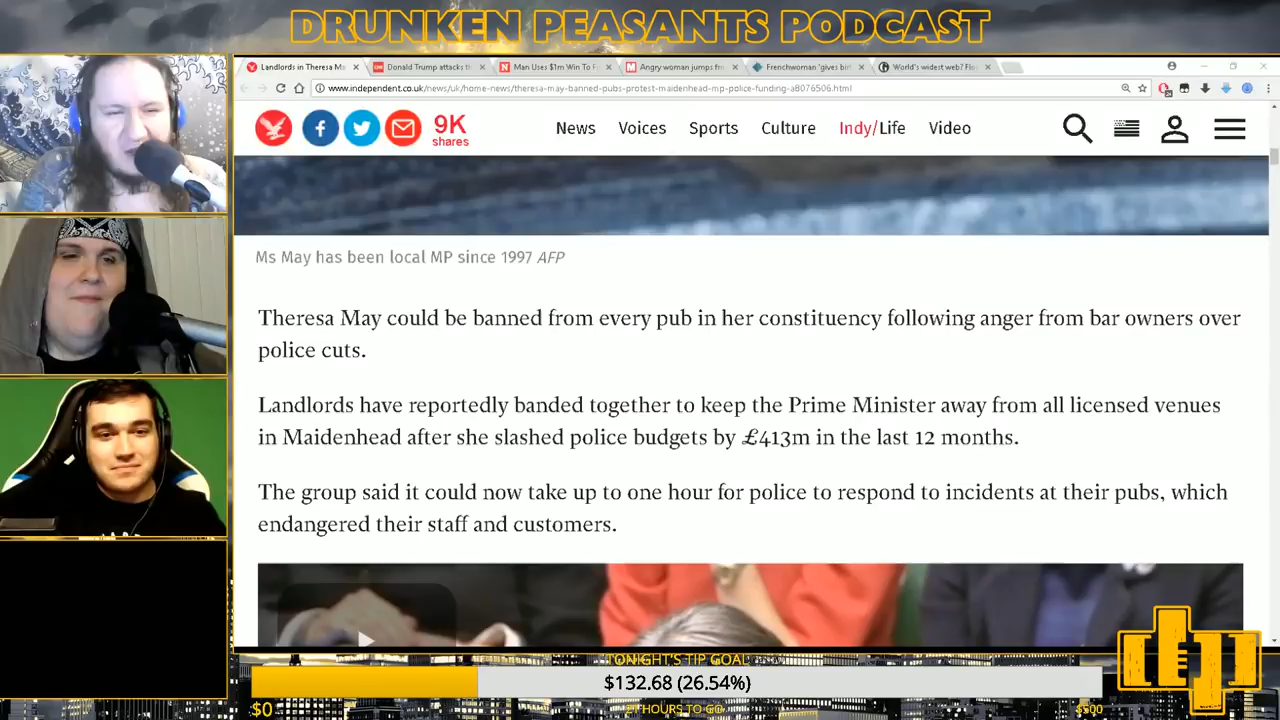 DRUNKEN PEASANTS PODCAST
Landlords in Theresa Ma
Donald Trump attacks th
Man Uses $1m Win To F
Angry woman jumps fr
Frenchwoman 'gives bir
World's widest web? Flo
www.independent.co.uk/news/uk/home-news/theresa-may-banned-pubs-protest-maidenhead-mp-police-funding-a8076506.html
9K
shares
News Voices Sports Culture Indy/Life Video
Ms May has been local MP since 1997 AFP
Theresa May could be banned from every pub in her constituency following anger from bar owners over
police cuts.
Landlords have reportedly banded together to keep the Prime Minister away from all licensed venues
in Maidenhead after she slashed police budgets by £413m in the last 12 months.
The group said it could now take up to one hour for police to respond to incidents at their pubs, which
endangered their staff and customers.
TONIGHT'S TIP GOAL
$132.68 (26.54%)
$0
HOURS TO GO
$500